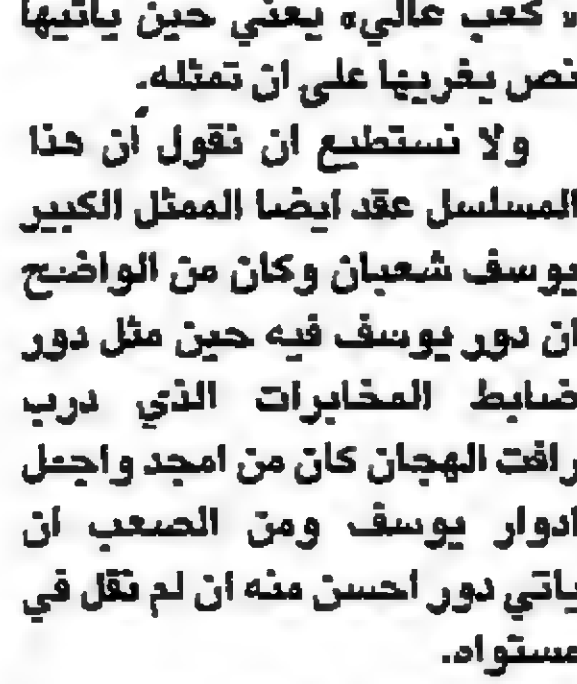 « كعب عالي» يعني حين ياتيها
نص يغريها على ان تمثله.
ولا نستطيع ان نقول أن هذا
المسلسل عقد ايضا الممثل الكبير
يوسف شعبان وكان من الواضح
ان دور يوسف فيه حين مثل دور
ضابط المخابرات الذي درب
رافت الهجان كان من امجد واجمل
ادوار يوسف ومن الصعب ان
ياتي دور احسن منه ان لم نقل في
مستواه.